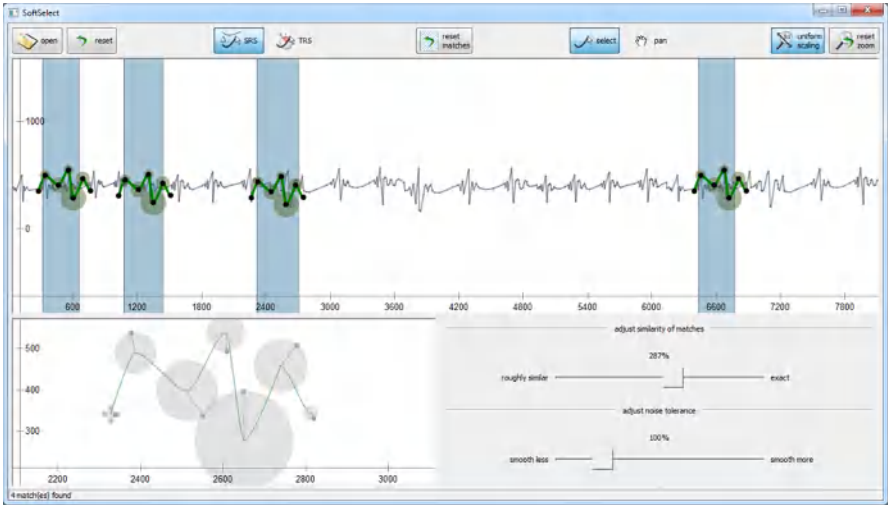 SoftSelect
open reset SRS TRS reset matches select pan uniform scaling reset zoom
1000
0
600 1200 1800 2400 3000 3600 4200 4800 5400 6000 6600 7200 7800
adjust similarity of matches
287%
roughly similar exact
adjust noise tolerance
100%
smooth less smooth more
500
400
300
2200 2400 2600 2800 3000
4 match(es) found